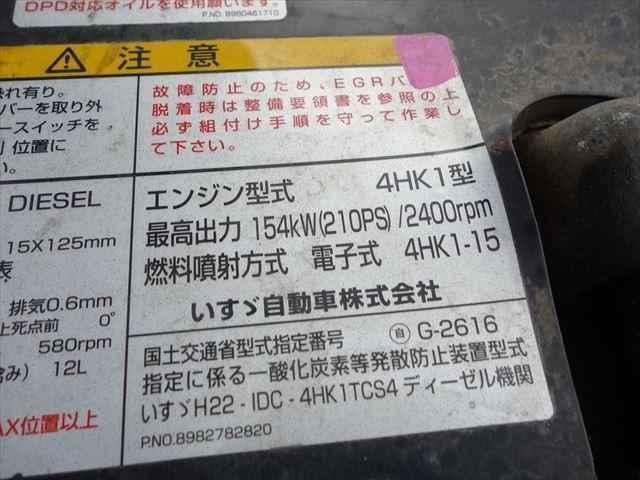 DPD対応オイルを使用願います。
P.NO. 8980461710
注意
れ有り。
バーを取り外
ースイッチを
位置に
故障防止のため、EGRバ
脱着時は整備要領書を参照の上
必ず組付け手順を守って作業し
て下さい。
DIESEL
115X125mm
表
排気0.6mm
上死点前 0°
580rpm
含み) 12L
AX位置以上
エンジン型式 4HK1型
最高出力 154kW(210PS)/2400rpm
燃料噴射方式 電子式 4HK1-15
いすゞ自動車株式会社
国土交通省型式指定番号 自 G-2616
指定に係る一酸化炭素等発散防止装置型式
いすゞH22-IDC-4HK1TCS4ディーゼル機関
P.NO.8982782820